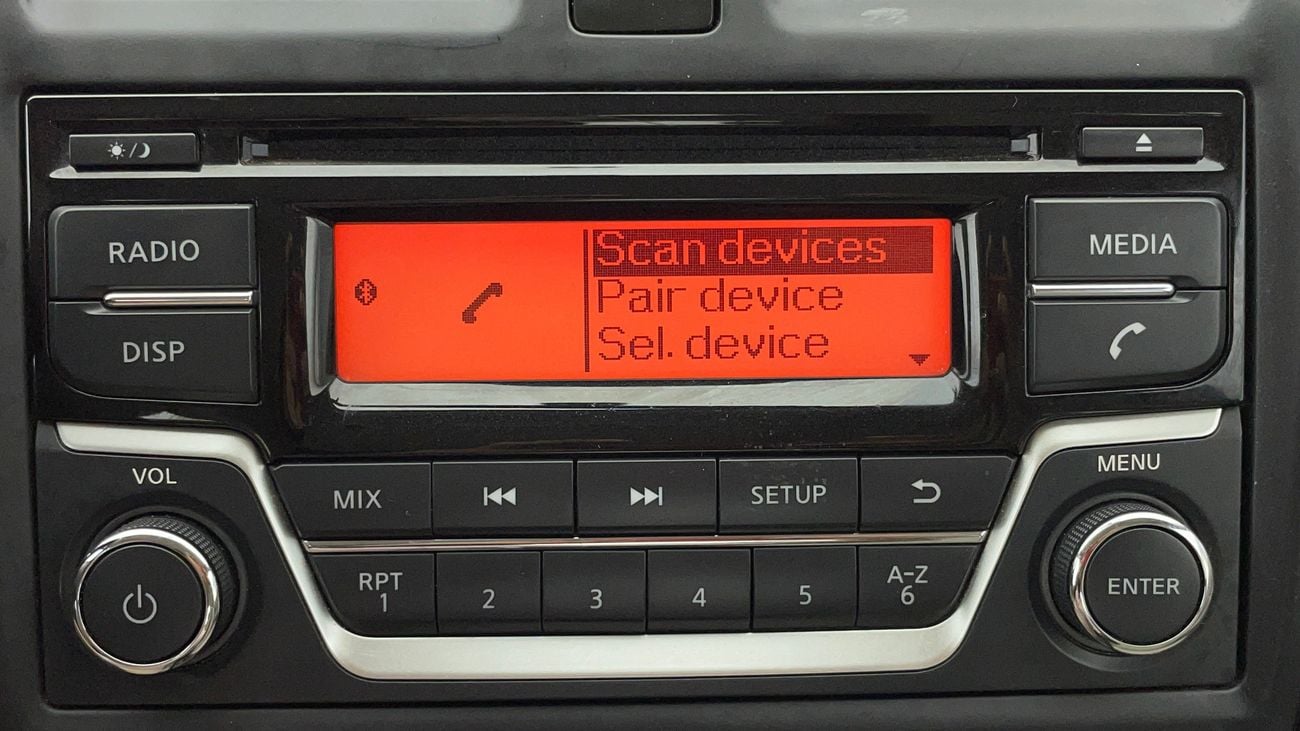 RADIO
DISP
Scan devices
Pair device
Sel. device
MEDIA
VOL
MENU
MIX
SETUP
RPT
1
2
3
4
5
A-Z
6
ENTER